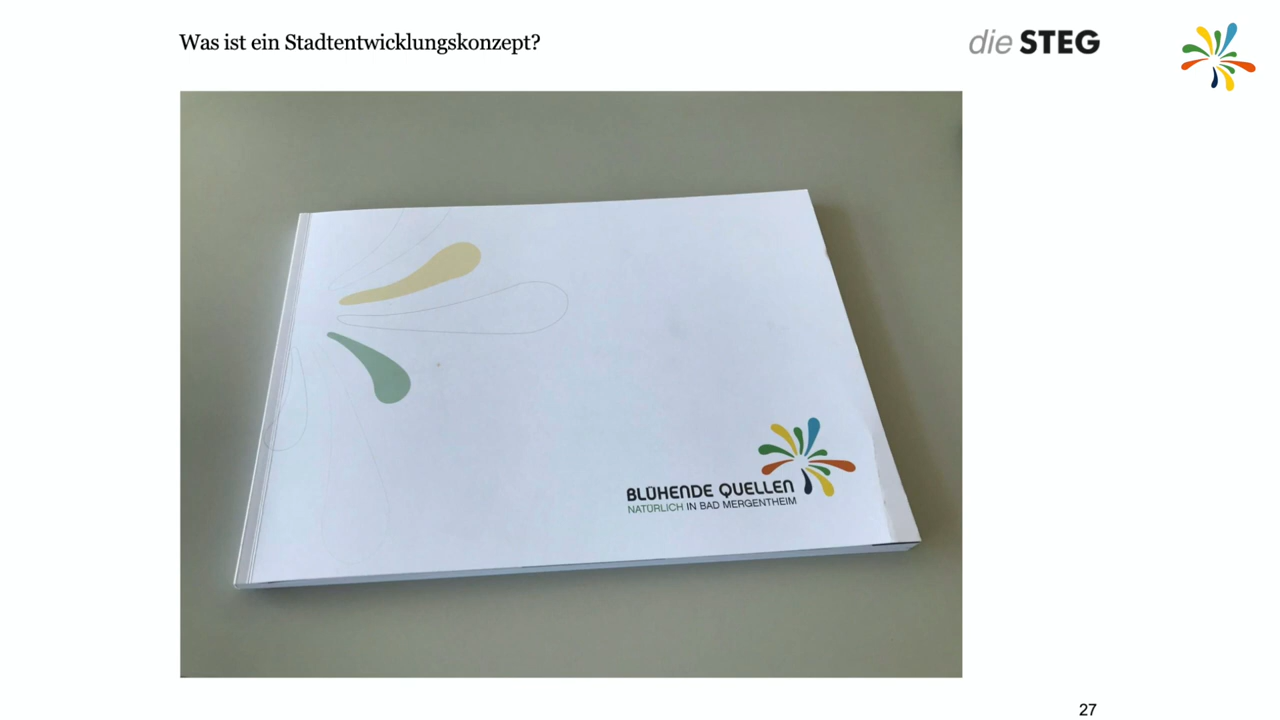 Was ist ein Stadtentwicklungskonzept?
die STEG
BLÜHENDE QUELLEN
NATÜRLICH IN BAD MERGENTHEIM
27